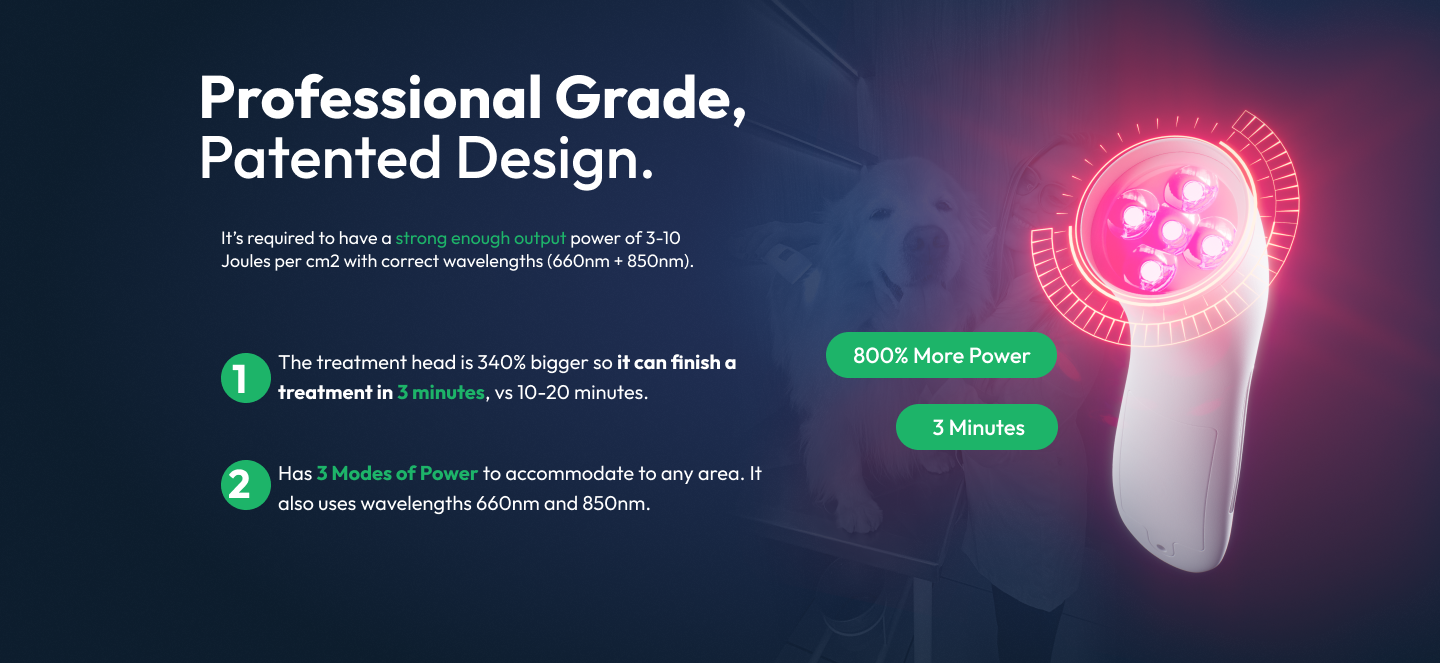 Professional Grade,
Patented Design.
It's required to have a strong enough output power of 3-10
Joules per cm2 with correct wavelengths (660nm + 850nm).
1
The treatment head is 340% bigger so it can finish a
treatment in 3 minutes, vs 10-20 minutes.
2
Has 3 Modes of Power to accommodate to any area. It
also uses wavelengths 660nm and 850nm.
800% More Power
3 Minutes